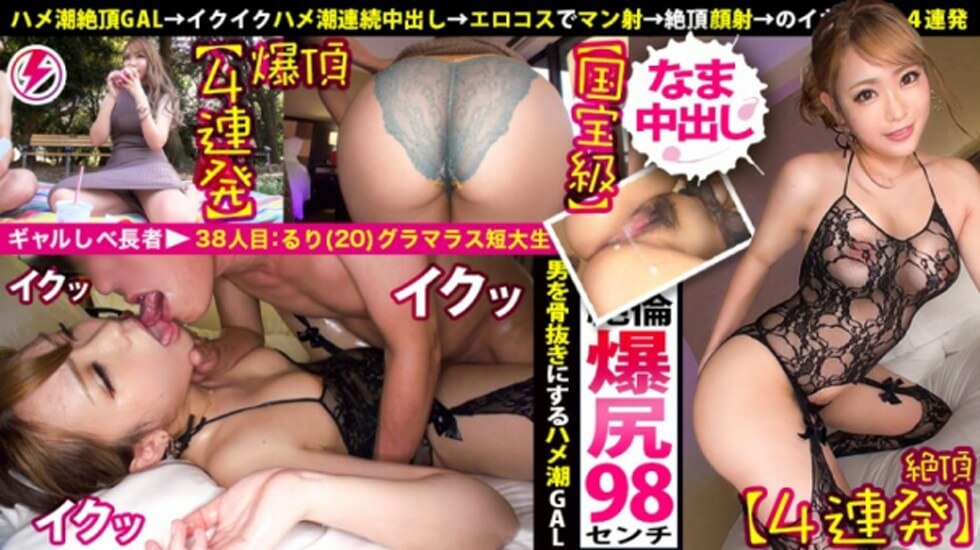 ハメ潮絶頂GAL→イクイクハメ潮連続中出し→エロコスでマン射→絶頂顔射→のイ
4連発
爆頂
【4連発】
【国宝級】
なま
中出し
ギャルしべ長者▶38人目:るり(20)グラマラス短大生
イクッ
イクッ
イクッ
男を骨抜きにするハメ潮GAL
倫
爆尻
98
センチ
絶頂
【4連発】